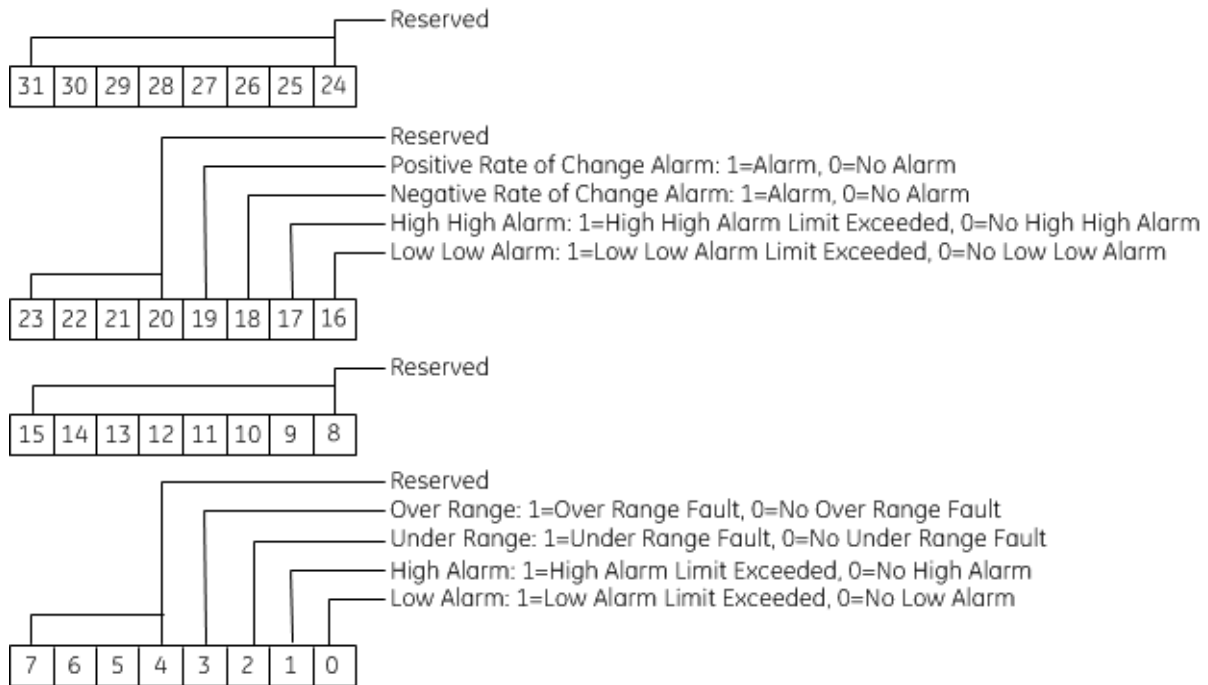 Reserved
31 30 29 28 27 26 25 24
Reserved
Positive Rate of Change Alarm: 1=Alarm, 0=No Alarm
Negative Rate of Change Alarm: 1=Alarm, 0=No Alarm
High High Alarm: 1=High High Alarm Limit Exceeded, 0=No High High Alarm
Low Low Alarm: 1=Low Low Alarm Limit Exceeded, 0=No Low Low Alarm
23 22 21 20 19 18 17 16
Reserved
15 14 13 12 11 10 9 8
Reserved
Over Range: 1=Over Range Fault, 0=No Over Range Fault
Under Range: 1=Under Range Fault, 0=No Under Range Fault
High Alarm: 1=High Alarm Limit Exceeded, 0=No High Alarm
Low Alarm: 1=Low Alarm Limit Exceeded, 0=No Low Alarm
7 6 5 4 3 2 1 0